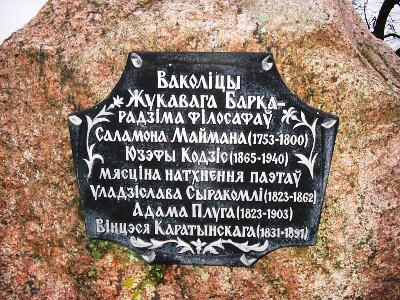 Ваколіцы
Жукавага Барка-
радзіма філосафаў
Саламона Маймана (1753-1800)
Юзэфы Кодзіс (1865-1940)
мясціна натхнення паэтаў
Уладзіслава Сыракомлі (1823-1862)
Адама Плуга (1823-1903)
Вінцэся Каратынскага (1831-1891)